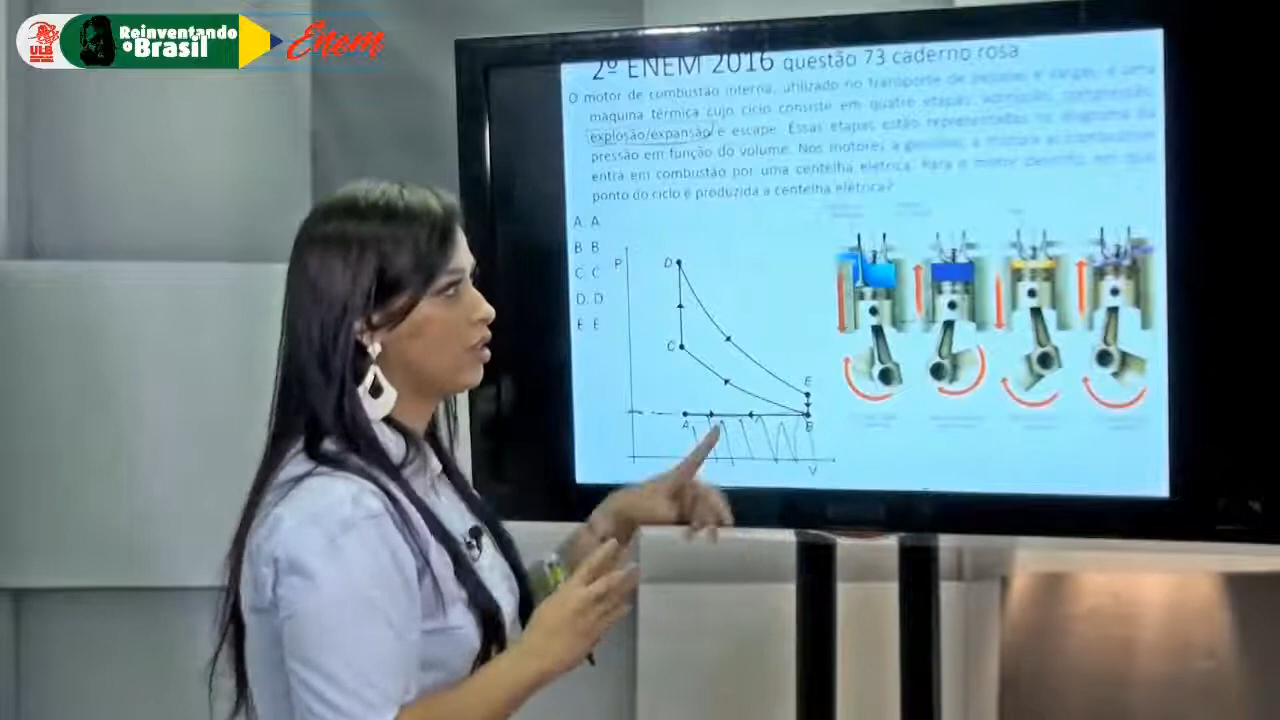 Reinventando
o Brasil
Enem
ULB
2º ENEM 2016 questão 73 caderno rosa
O motor de combustão interna, utilizado no transporte de pessoas e cargas, é uma
máquina térmica cujo ciclo consiste em quatro etapas: admissão, compressão,
explosão/expansão e escape. Essas etapas estão representadas no diagrama da
pressão em função do volume. Nos motores a gasolina, a mistura ar/combustível
entra em combustão por uma centelha elétrica. Para o motor descrito, em que
ponto do ciclo é produzida a centelha elétrica?
A. A
B B
C C
D. D
E E
P
D
C
E
A
B
V